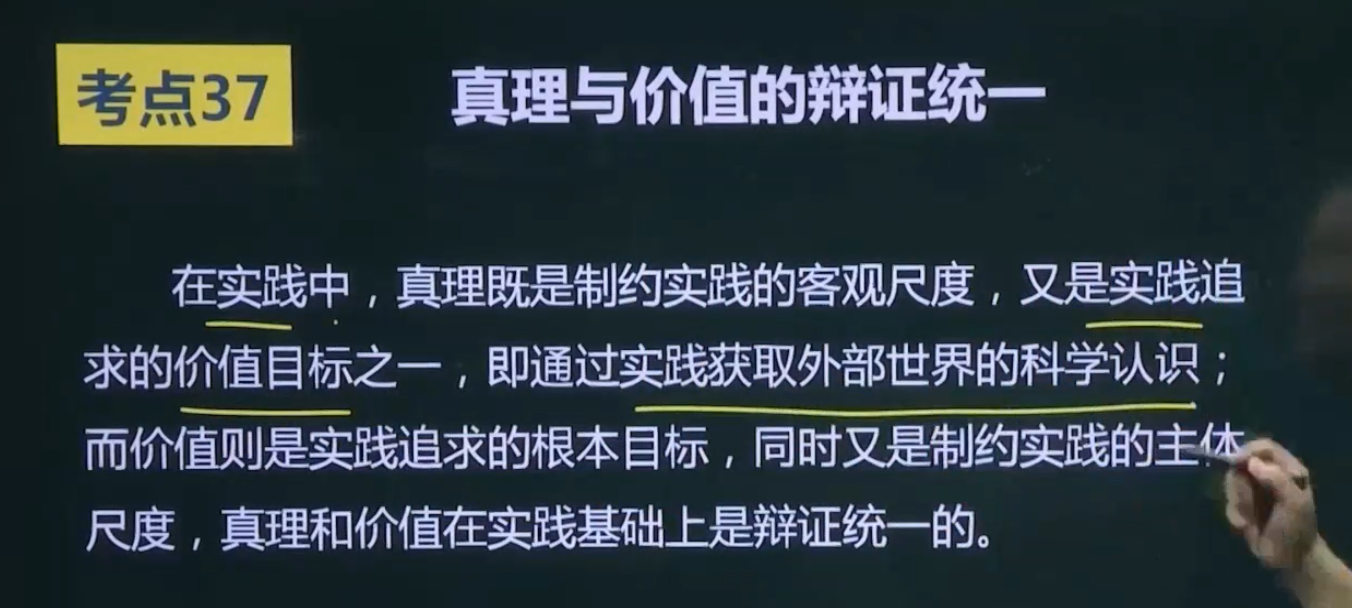 考点37
真理与价值的辩证统一
在实践中，真理既是制约实践的客观尺度，又是实践追
求的价值目标之一，即通过实践获取外部世界的科学认识；
而价值则是实践追求的根本目标，同时又是制约实践的主体
尺度，真理和价值在实践基础上是辩证统一的。